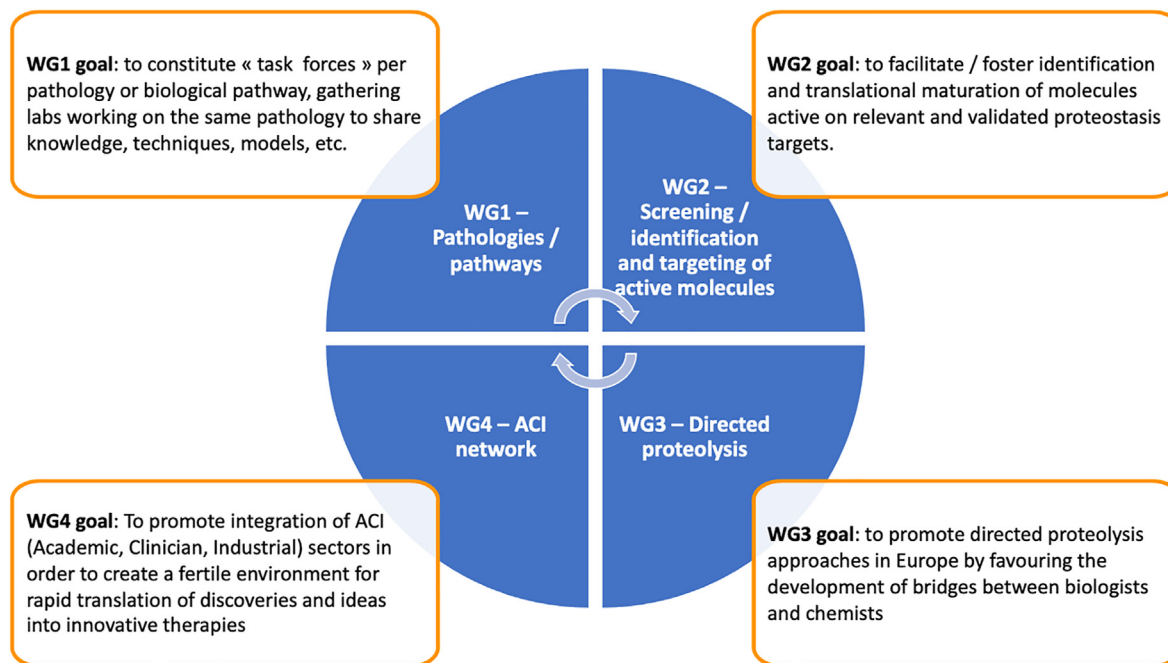 WG1 goal: to constitute « task forces » per
pathology or biological pathway, gathering
labs working on the same pathology to share
knowledge, techniques, models, etc.
WG2 goal: to facilitate / foster identification
and translational maturation of molecules
active on relevant and validated proteostasis
targets.
WG1 –
Pathologies /
pathways
WG2 –
Screening /
identification
and targeting of
active molecules
WG4 – ACI
network
WG3 – Directed
proteolysis
WG4 goal: To promote integration of ACI
(Academic, Clinician, Industrial) sectors in
order to create a fertile environment for
rapid translation of discoveries and ideas
into innovative therapies
WG3 goal: to promote directed proteolysis
approaches in Europe by favouring the
development of bridges between biologists
and chemists